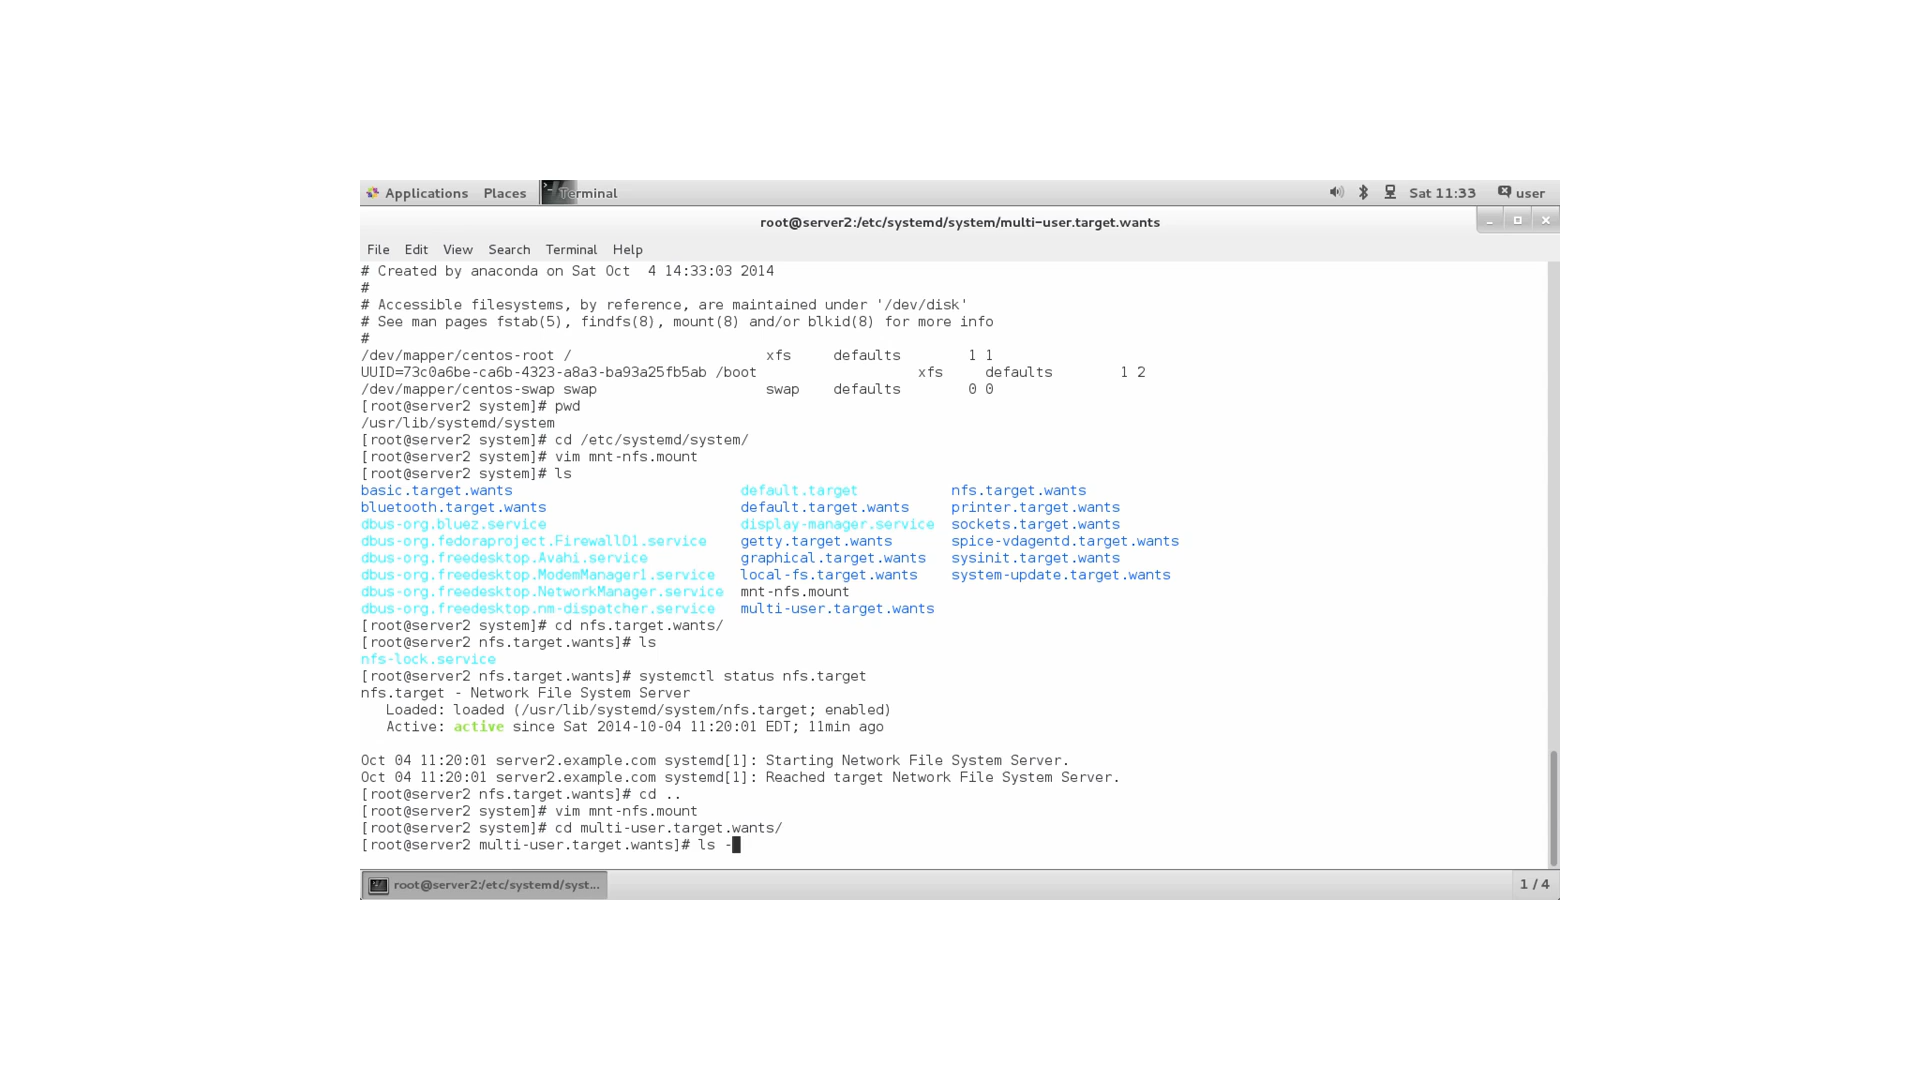 Applications Places Terminal Sat 11:33 user
root@server2:/etc/systemd/system/multi-user.target.wants
File Edit View Search Terminal Help
# Created by anaconda on Sat Oct  4 14:33:03 2014
#
# Accessible filesystems, by reference, are maintained under '/dev/disk'
# See man pages fstab(5), findfs(8), mount(8) and/or blkid(8) for more info
#
/dev/mapper/centos-root /                       xfs     defaults        1 1
UUID=73c0a6be-ca6b-4323-a8a3-ba93a25fb5ab /boot                   xfs     defaults        1 2
/dev/mapper/centos-swap swap                    swap    defaults        0 0
[root@server2 system]# pwd
/usr/lib/systemd/system
[root@server2 system]# cd /etc/systemd/system/
[root@server2 system]# vim mnt-nfs.mount
[root@server2 system]# ls
basic.target.wants                           default.target         nfs.target.wants
bluetooth.target.wants                       default.target.wants   printer.target.wants
dbus-org.bluez.service                       display-manager.service  sockets.target.wants
dbus-org.fedoraproject.FirewallD1.service    getty.target.wants       spice-vdagentd.target.wants
dbus-org.freedesktop.Avahi.service           graphical.target.wants   sysinit.target.wants
dbus-org.freedesktop.ModemManager1.service   local-fs.target.wants    system-update.target.wants
dbus-org.freedesktop.NetworkManager.service  mnt-nfs.mount
dbus-org.freedesktop.nm-dispatcher.service   multi-user.target.wants
[root@server2 system]# cd nfs.target.wants/
[root@server2 nfs.target.wants]# ls
nfs-lock.service
[root@server2 nfs.target.wants]# systemctl status nfs.target
nfs.target - Network File System Server
   Loaded: loaded (/usr/lib/systemd/system/nfs.target; enabled)
   Active: active since Sat 2014-10-04 11:20:01 EDT; 11min ago
Oct 04 11:20:01 server2.example.com systemd[1]: Starting Network File System Server.
Oct 04 11:20:01 server2.example.com systemd[1]: Reached target Network File System Server.
[root@server2 nfs.target.wants]# cd ..
[root@server2 system]# vim mnt-nfs.mount
[root@server2 system]# cd multi-user.target.wants/
[root@server2 multi-user.target.wants]# ls -
root@server2:/etc/systemd/syst... 1 / 4